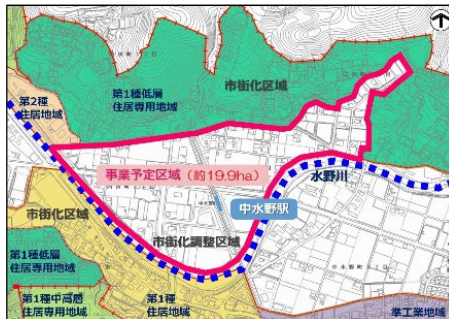 市街化区域
第1種低層
住居専用地域
第2種
住居地域
事業予定区域（約19.9ha）
水野川
中水野駅
市街化区域
市街化調整区域
第1種低層
住居専用地域
第1種中高層
住居専用地域
第1種
住居地域
準工業地域